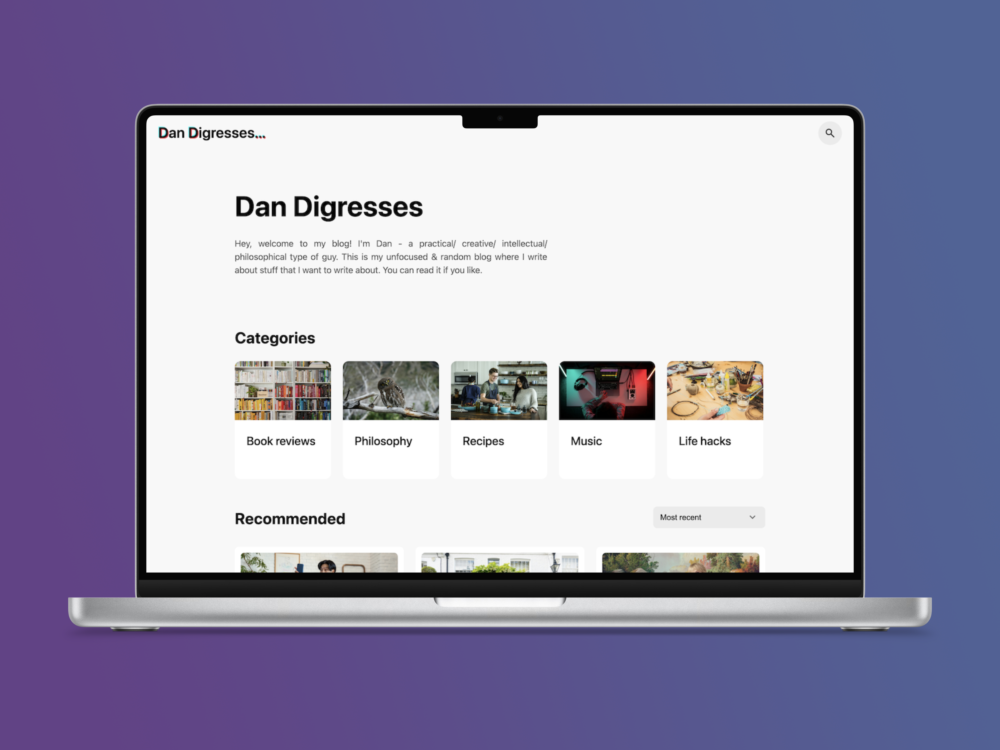 Dan Digresses...
Dan Digresses
Hey, welcome to my blog! I'm Dan - a practical/ creative/ intellectual/
philosophical type of guy. This is my unfocused & random blog where I write
about stuff that I want to write about. You can read it if you like.
Categories
Book reviews
Philosophy
Recipes
Music
Life hacks
Recommended
Most recent